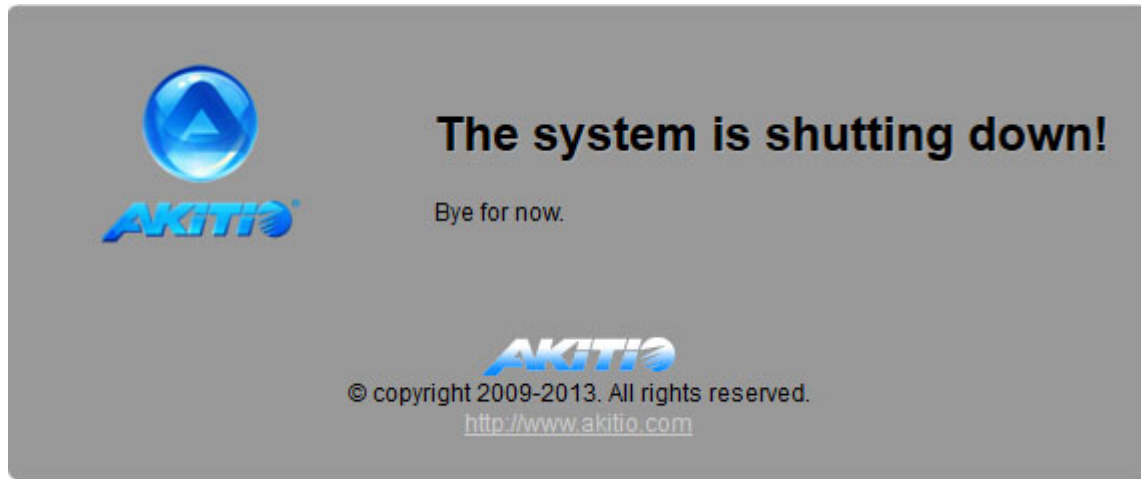 The system is shutting down!
AKiTiO®
Bye for now.
AKiTiO
© copyright 2009-2013. All rights reserved.
http://www.akitio.com